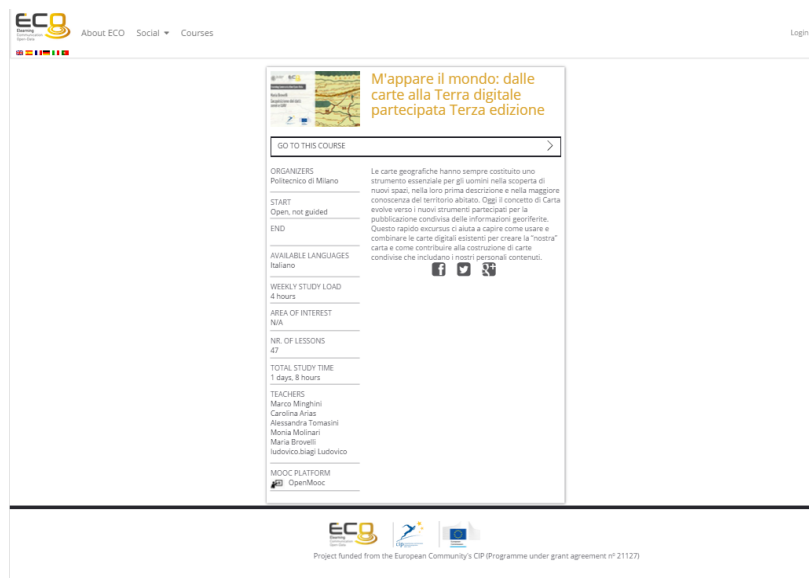 ECO
Elearning
Communication
Open-Data
About ECO
Social
Courses
Login
M'appare il mondo: dalle
carte alla Terra digitale
partecipata Terza edizione
GO TO THIS COURSE
ORGANIZERS
Politecnico di Milano
START
Open, not guided
END
AVAILABLE LANGUAGES
Italiano
WEEKLY STUDY LOAD
4 hours
AREA OF INTEREST
N/A
NR. OF LESSONS
47
TOTAL STUDY TIME
1 days, 8 hours
TEACHERS
Marco Minghini
Carolina Arias
Alessandra Tomasini
Monia Molinari
Maria Brovelli
ludovico.biagi Ludovico
MOOC PLATFORM
OpenMooc
Le carte geografiche hanno sempre costituito uno
strumento essenziale per gli uomini nella scoperta di
nuovi spazi, nella loro prima descrizione e nella maggiore
conoscenza del territorio abitato. Oggi il concetto di Carta
evolve verso i nuovi strumenti partecipati per la
pubblicazione condivisa delle informazioni georiferite.
Questo rapido excursus ci aiuta a capire come usare e
combinare le carte digitali esistenti per creare la "nostra"
carta e come contribuire alla costruzione di carte
condivise che includano i nostri personali contenuti.
ECO
Elearning
Communication
Open-Data
Project funded from the European Community's CIP (Programme under grant agreement nº 21127)